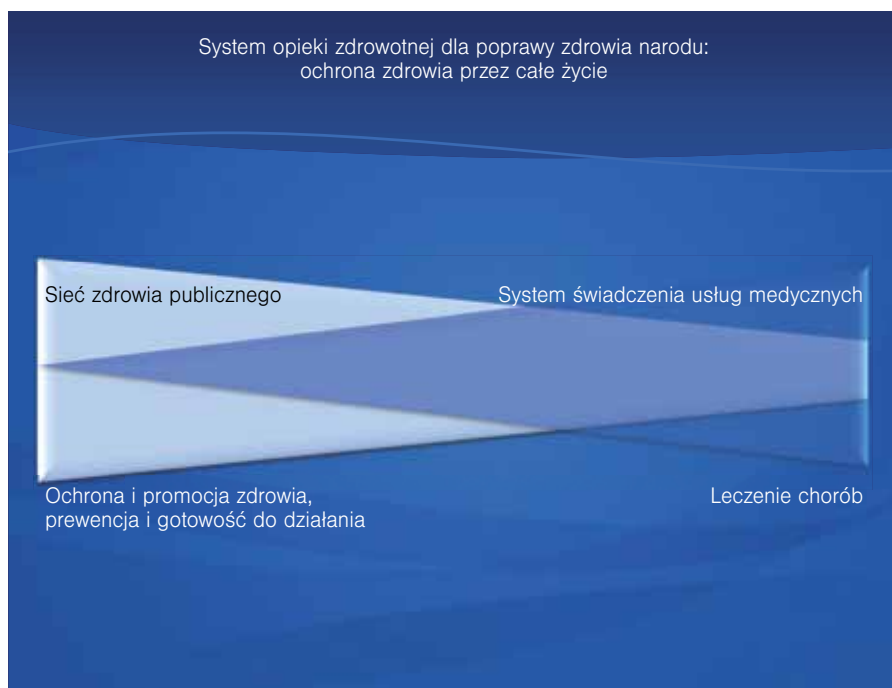 System opieki zdrowotnej dla poprawy zdrowia narodu:
ochrona zdrowia przez całe życie
Sieć zdrowia publicznego
System świadczenia usług medycznych
Ochrona i promocja zdrowia,
prewencja i gotowość do działania
Leczenie chorób